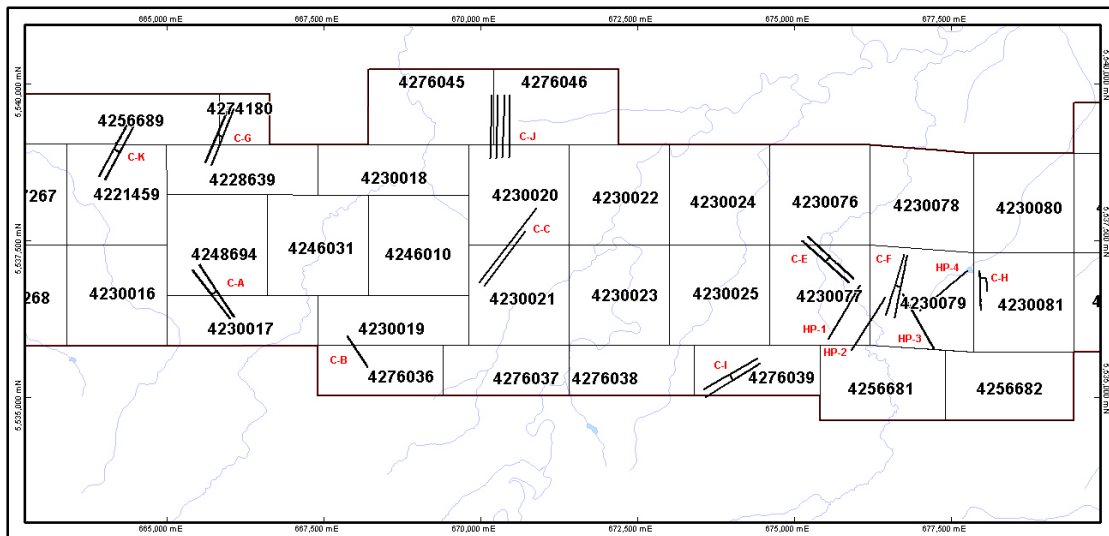 665,000 mE 667,500 mE 670,000 mE 672,500 mE 675,000 mE 677,500 mE
5,540,000 mN 5,540,000 mN
4276045 4276046
4274180
4256689
C-G C-J
C-K
4228639 4230018
7267 4221459 4230020 4230022 4230024 4230076 4230078 4230080
C-C
5,537,500 mN 5,537,500 mN
4248694 4246031 4246010
C-E C-F HP-4 C-H
C-A
268 4230016 4230021 4230023 4230025 4230077 4230079 4230081
4230017 4230019
HP-1 HP-2 HP-3
C-B C-I
4276036 4276037 4276038 4276039
4256681 4256682
5,535,000 mN 5,535,000 mN
665,000 mE 667,500 mE 670,000 mE 672,500 mE 675,000 mE 677,500 mE